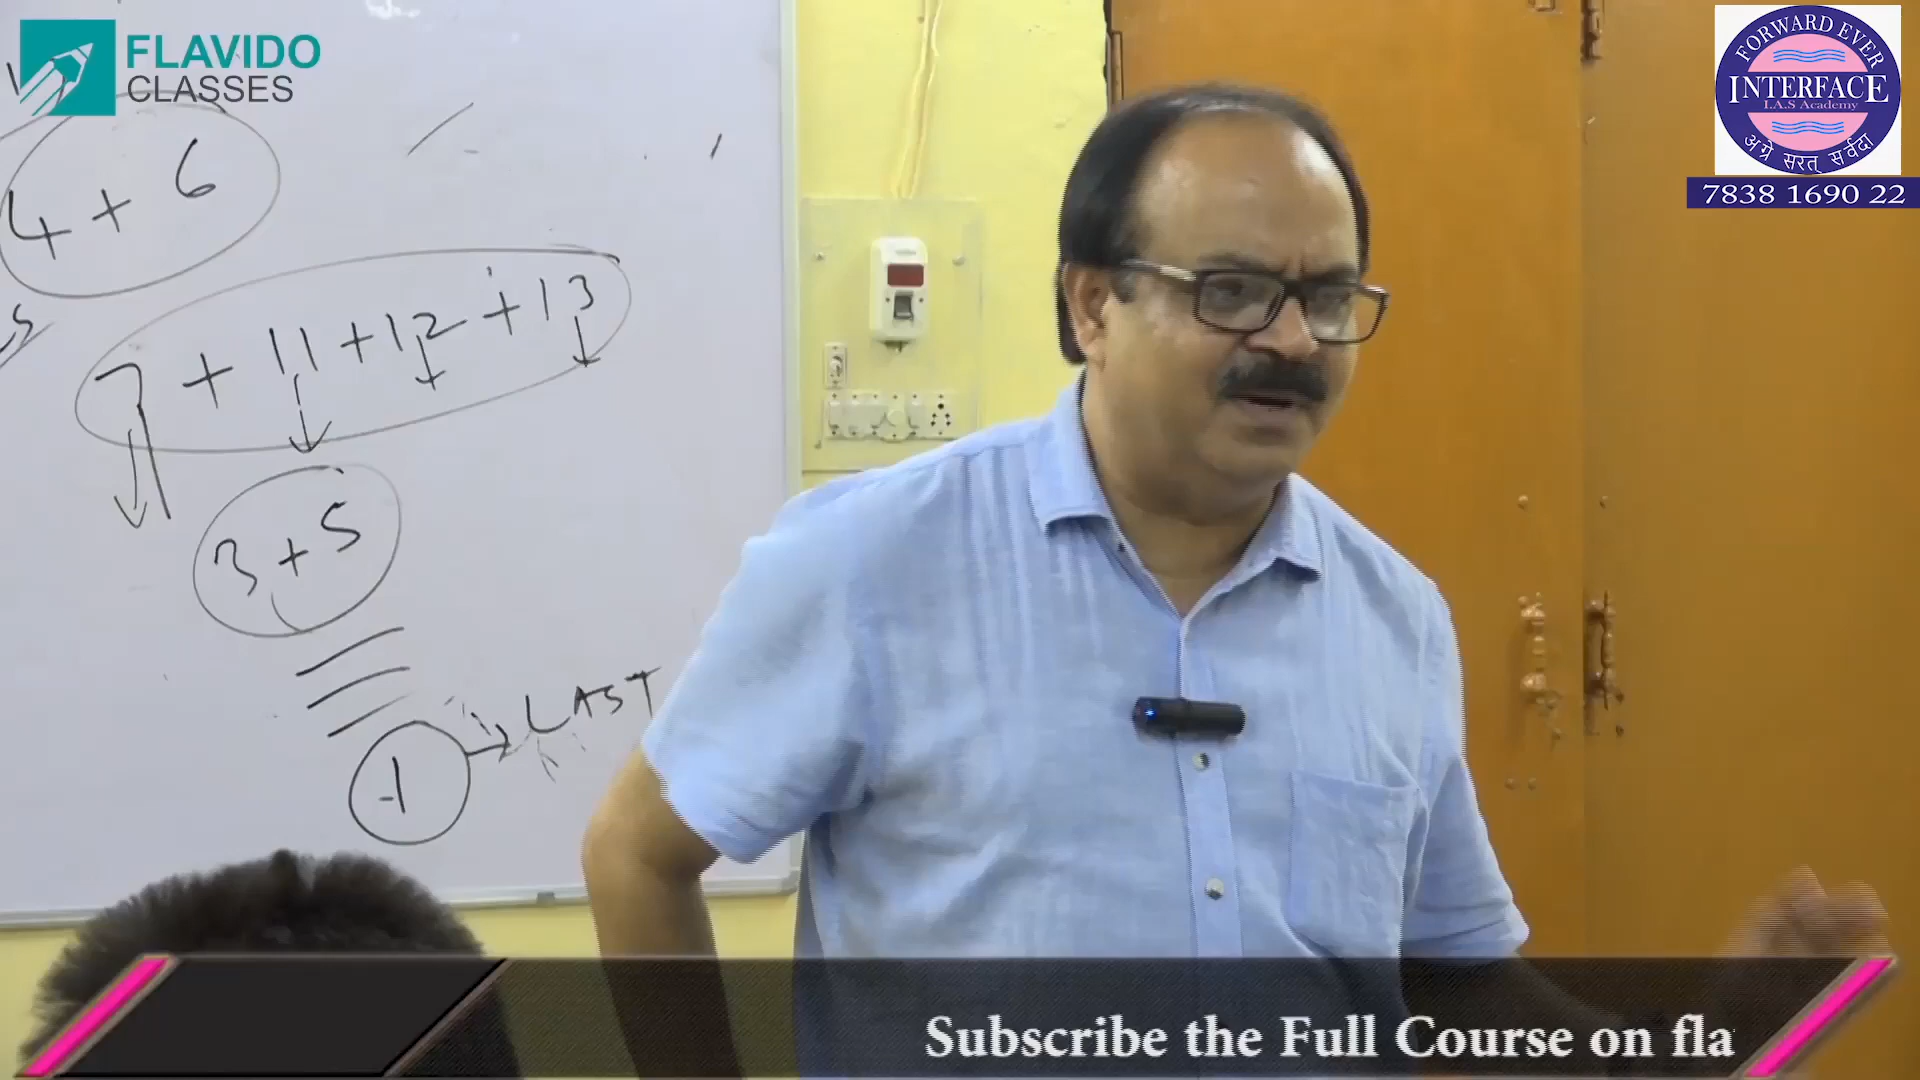 FLAVIDO
CLASSES
FORWARD EVER
INTERFACE
I.A.S Academy
अग्रे सरत् सर्वदा
7838 1690 22
4 + 6
7 + 11 + 12 + 13
3 + 5
-1 → LAST
Subscribe the Full Course on fla